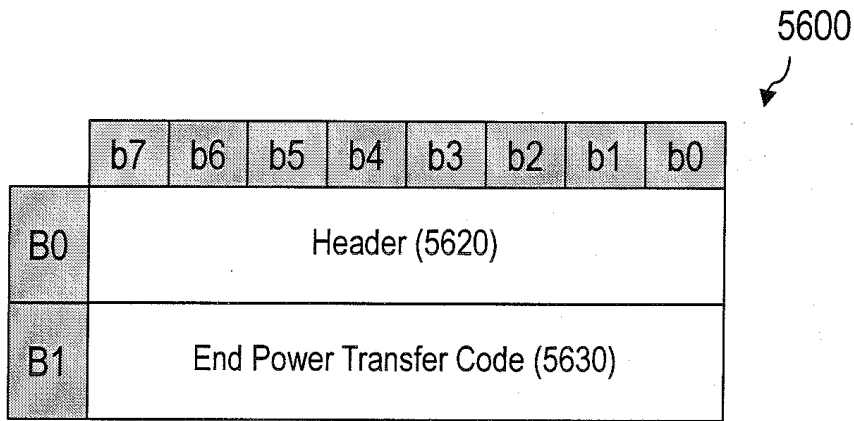 5600
b7 b6 b5 b4 b3 b2 b1 b0
B0 Header (5620)
B1 End Power Transfer Code (5630)